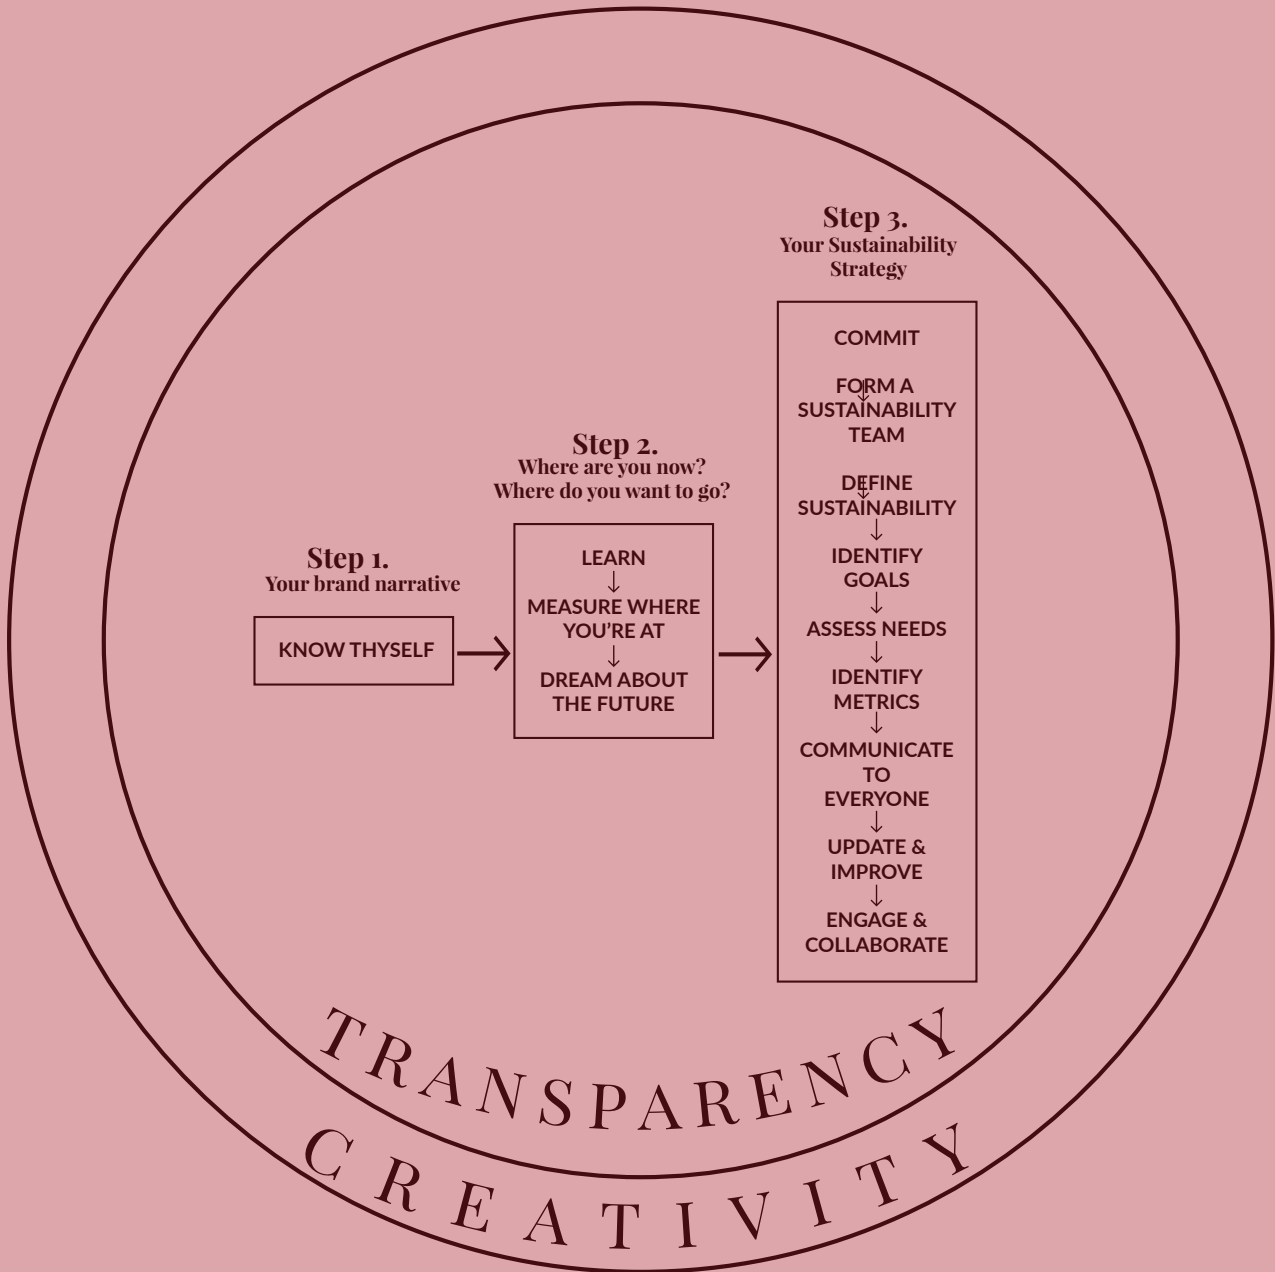 Step 1.
Your brand narrative
KNOW THYSELF
Step 2.
Where are you now?
Where do you want to go?
LEARN
MEASURE WHERE
YOU’RE AT
DREAM ABOUT
THE FUTURE
Step 3.
Your Sustainability
Strategy
COMMIT
FORM A
SUSTAINABILITY
TEAM
DEFINE
SUSTAINABILITY
IDENTIFY
GOALS
ASSESS NEEDS
IDENTIFY
METRICS
COMMUNICATE
TO
EVERYONE
UPDATE &
IMPROVE
ENGAGE &
COLLABORATE
TRANSPARENCY
CREATIVITY